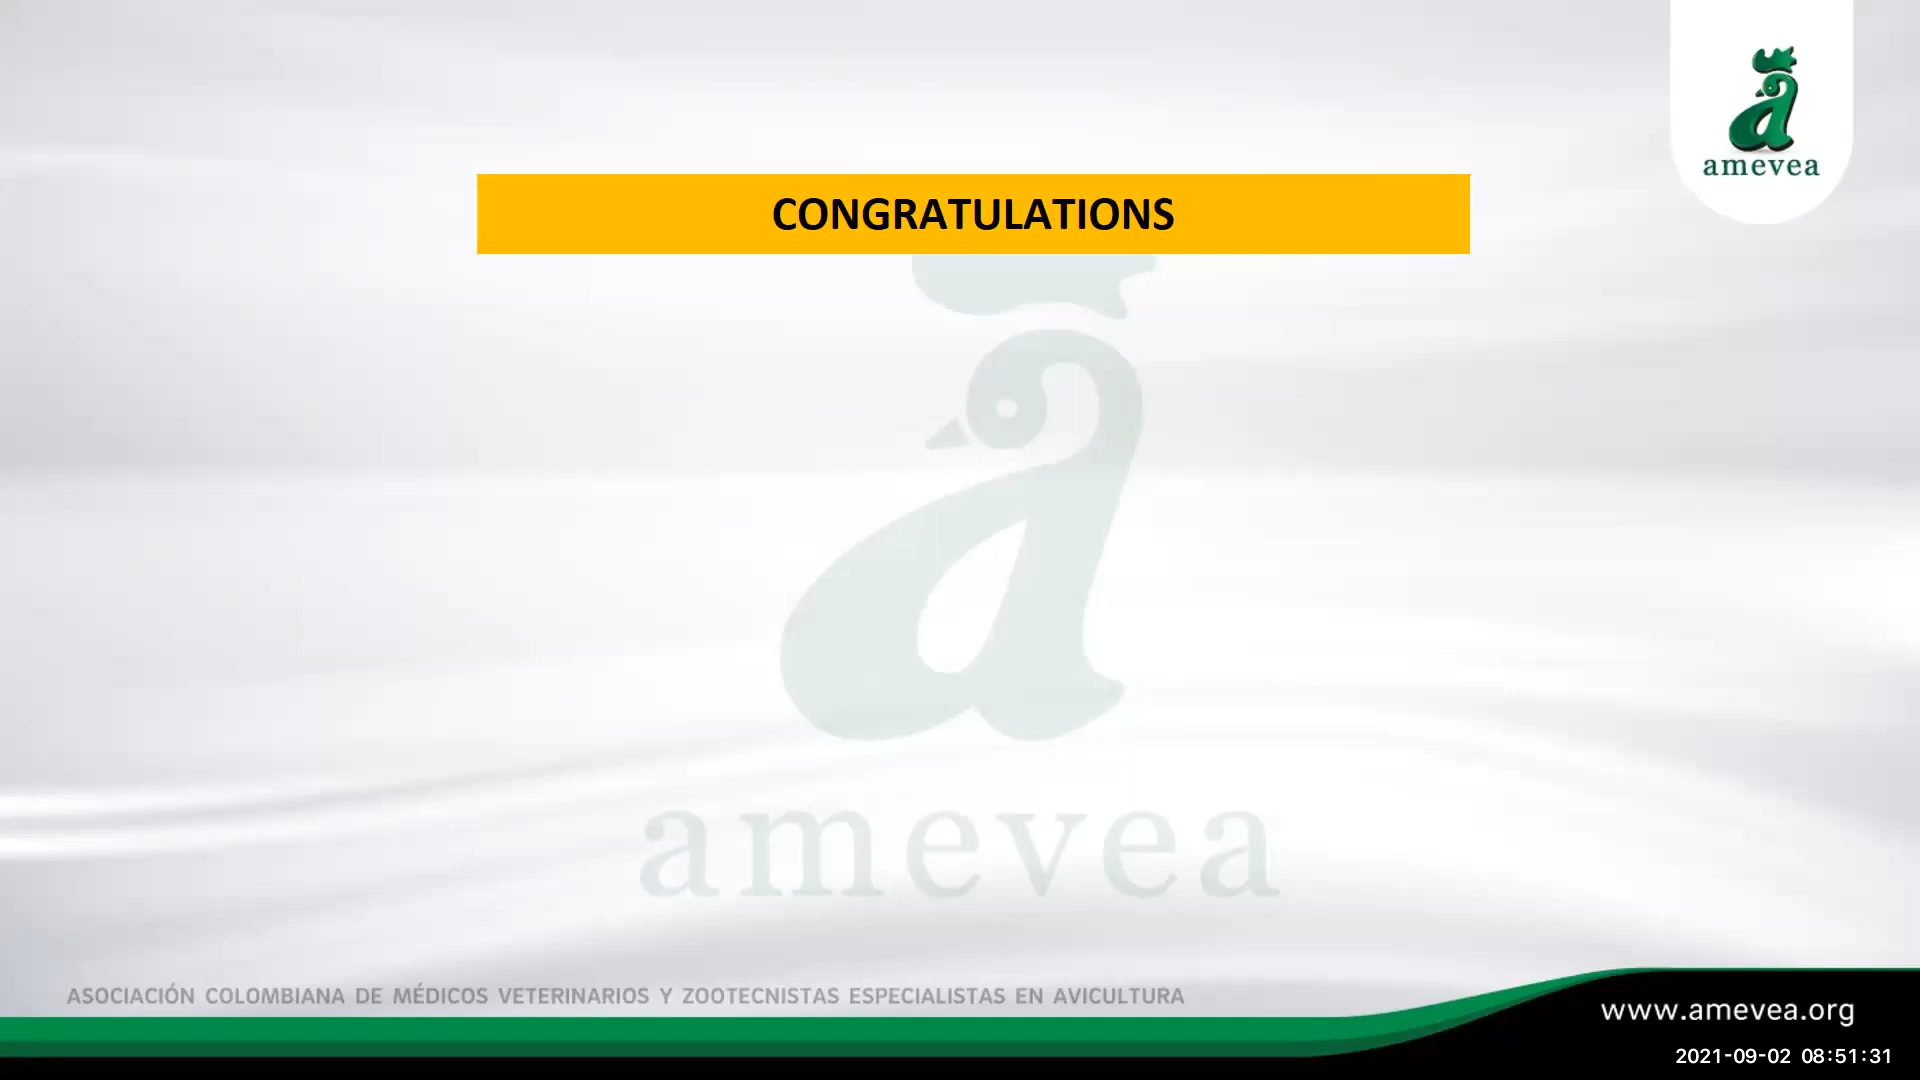 amevea
CONGRATULATIONS
amevea
ASOCIACIÓN COLOMBIANA DE MÉDICOS VETERINARIOS Y ZOOTECNISTAS ESPECIALISTAS EN AVICULTURA
www.amevea.org
2021-09-02 08:51:31